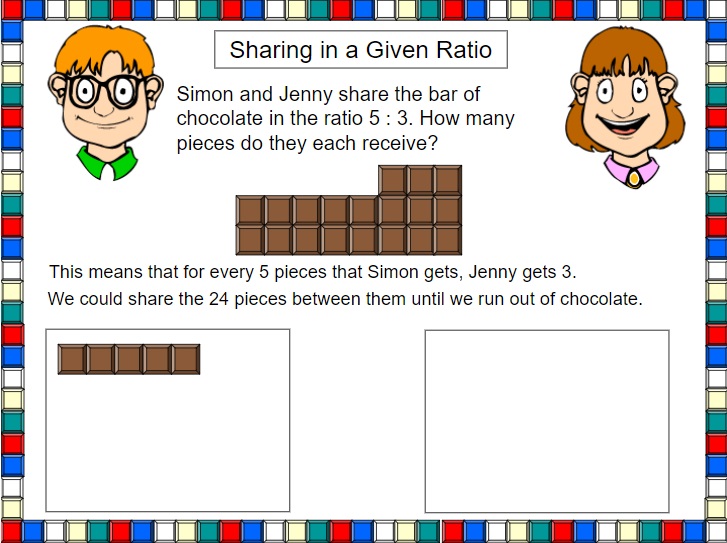 Sharing in a Given Ratio
Simon and Jenny share the bar of
chocolate in the ratio 5 : 3. How many
pieces do they each receive?
This means that for every 5 pieces that Simon gets, Jenny gets 3.
We could share the 24 pieces between them until we run out of chocolate.